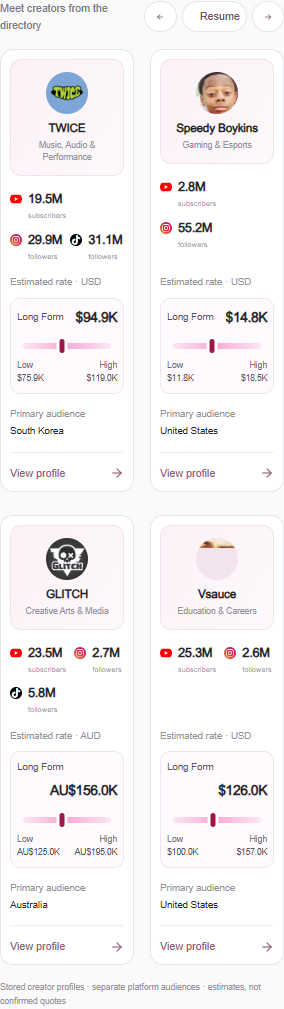 Meet creators from the
directory
←
Resume
→
TWICE
TWICE
Music, Audio &
Performance
19.5M
subscribers
29.9M
followers
31.1M
followers
Estimated rate · USD
Long Form $94.9K
Low High
$75.9K $119.0K
Primary audience
South Korea
View profile →
Speedy Boykins
Gaming & Esports
2.8M
subscribers
55.2M
followers
Estimated rate · USD
Long Form $14.8K
Low High
$11.8K $18.5K
Primary audience
United States
View profile →
GLITCH
GLITCH
Creative Arts & Media
23.5M
subscribers
2.7M
followers
5.8M
followers
Estimated rate · AUD
Long Form
AU$156.0K
Low High
AU$125.0K AU$195.0K
Primary audience
Australia
View profile →
Vsauce
Education & Careers
25.3M
subscribers
2.6M
followers
Estimated rate · USD
Long Form
$126.0K
Low High
$100.0K $157.0K
Primary audience
United States
View profile →
Stored creator profiles · separate platform audiences · estimates, not
confirmed quotes